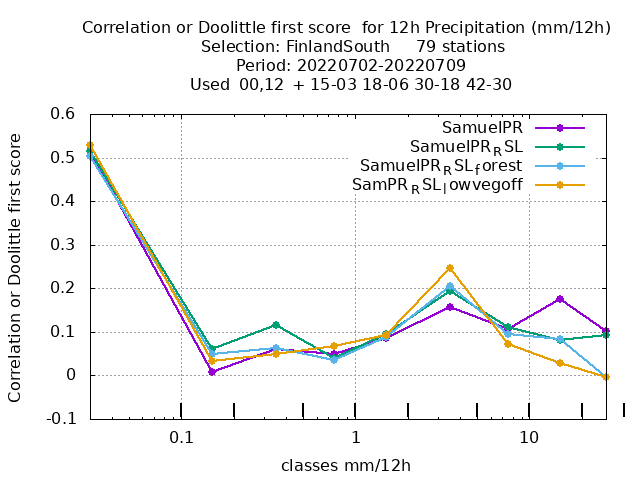 Correlation or Doolittle first score  for 12h Precipitation (mm/12h)
Selection: FinlandSouth     79 stations
Period: 20220702-20220709
Used  00,12  + 15-03 18-06 30-18 42-30
Correlation or Doolittle first score
0.6
0.5
0.4
0.3
0.2
0.1
0
-0.1
SamuelPR
SamuelPR_RSL
SamuelPR_RSL_forest
SamPR_RSL_lowvegoff
0.1
1
10
classes mm/12h